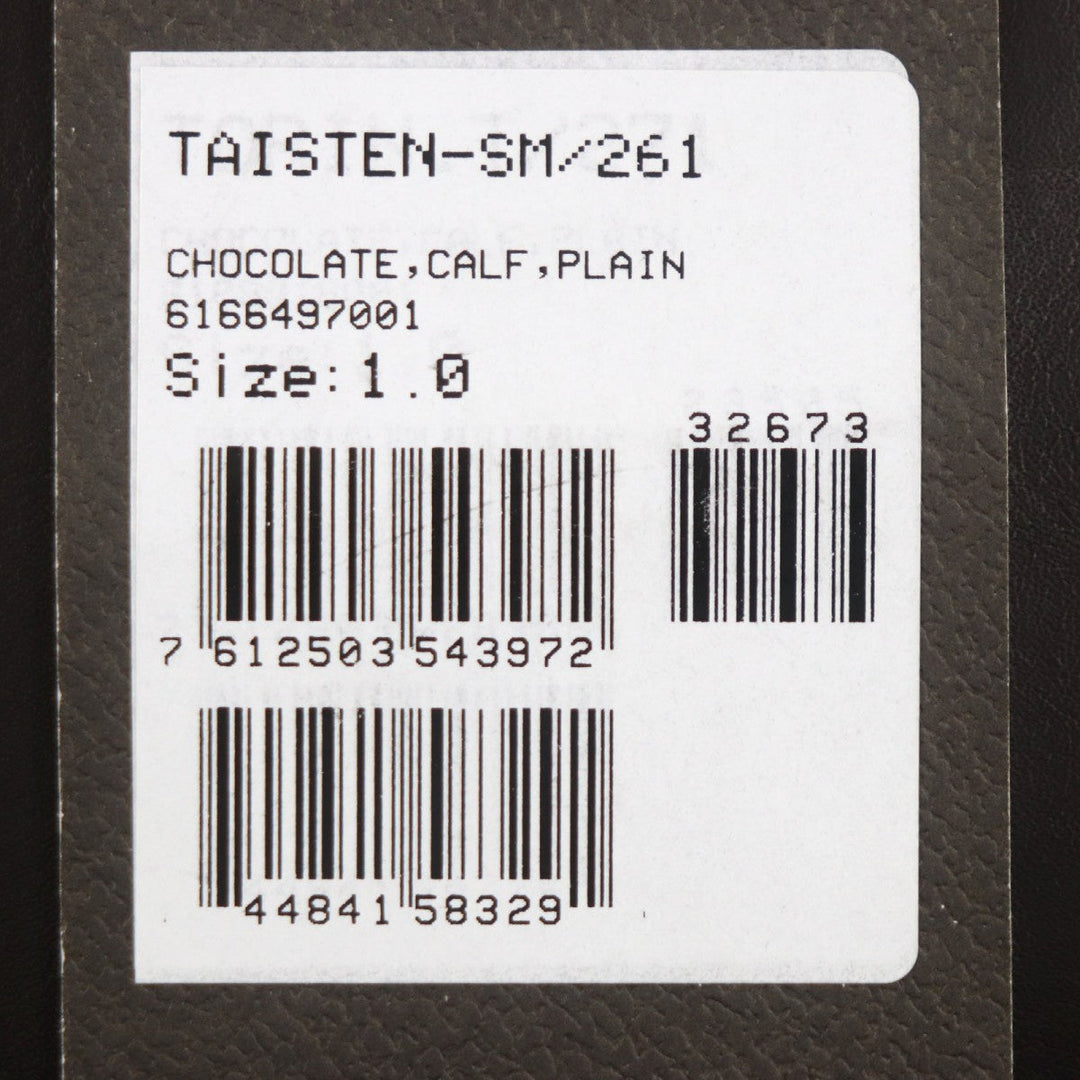 TAISTEN-SM/261
CHOCOLATE,CALF,PLAIN
6166497001
Size:1.0
32673
7 612503 543972
44841 58329